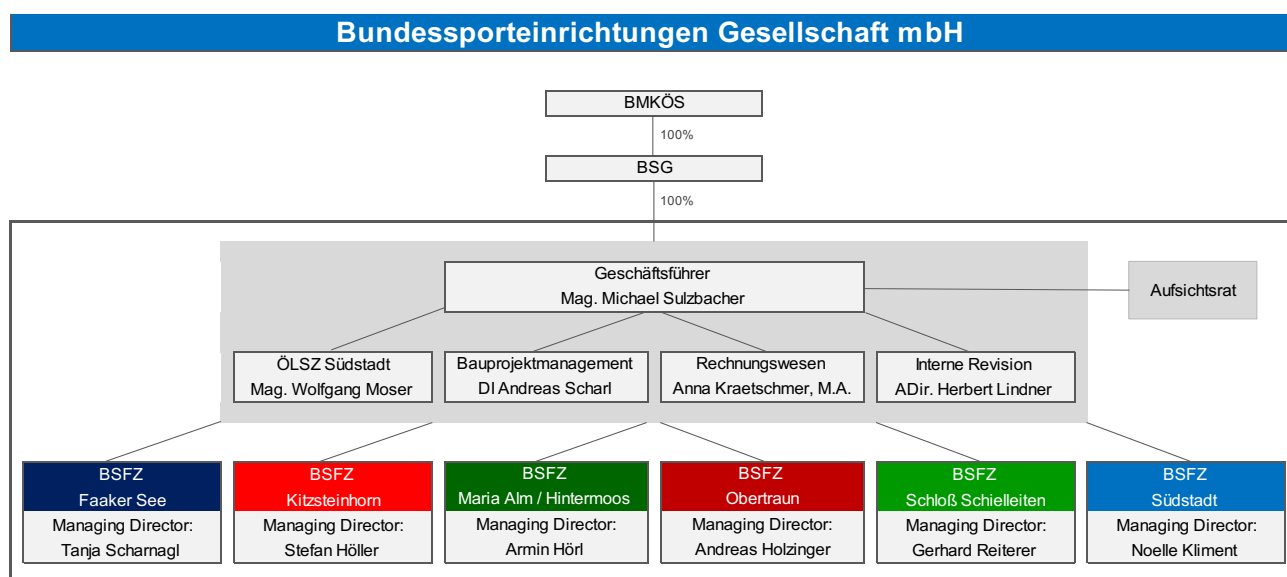 Bundessporteinrichtungen Gesellschaft mbH
BMKÖS
100%
BSG
100%
Geschäftsführer
Mag. Michael Sulzbacher
Aufsichtsrat
ÖLSZ Südstadt
Mag. Wolfgang Moser
Bauprojektmanagement
DI Andreas Scharl
Rechnungswesen
Anna Kraetschmer, M.A.
Interne Revision
ADir. Herbert Lindner
BSFZ
Faaker See
Managing Director:
Tanja Scharnagl
BSFZ
Kitzsteinhorn
Managing Director:
Stefan Höller
BSFZ
Maria Alm / Hintermoos
Managing Director:
Armin Hörl
BSFZ
Obertraun
Managing Director:
Andreas Holzinger
BSFZ
Schloß Schielleiten
Managing Director:
Gerhard Reiterer
BSFZ
Südstadt
Managing Director:
Noelle Kliment